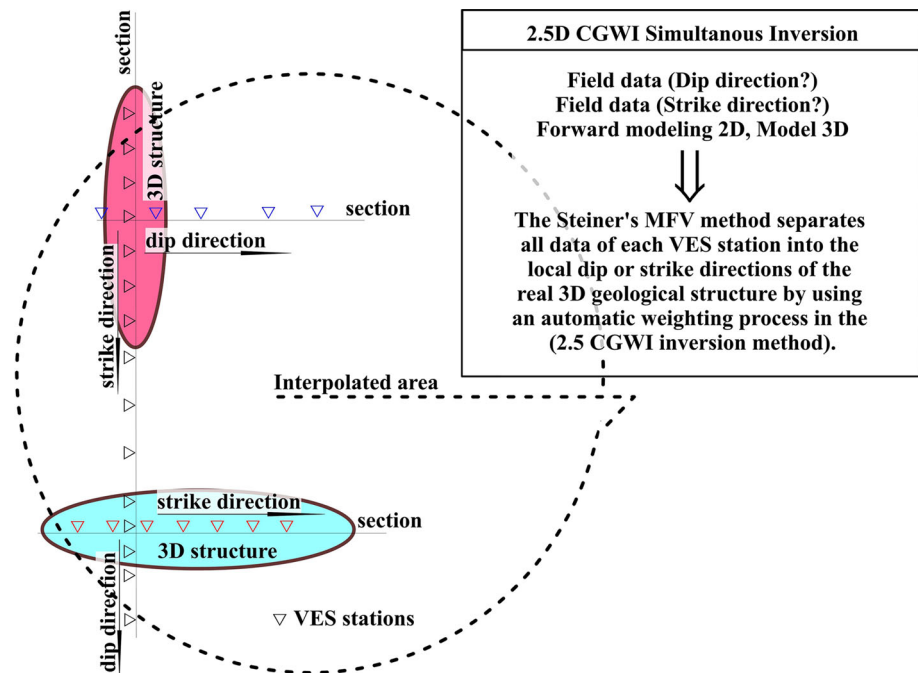 section
3D structure
section
dip direction
strike direction
Interpolated area
strike direction
section
3D structure
dip direction
VES stations
2.5D CGWI Simultanous Inversion
Field data (Dip direction?)
Field data (Strike direction?)
Forward modeling 2D, Model 3D
The Steiner's MFV method separates
all data of each VES station into the
local dip or strike directions of the
real 3D geological structure by using
an automatic weighting process in the
(2.5 CGWI inversion method).